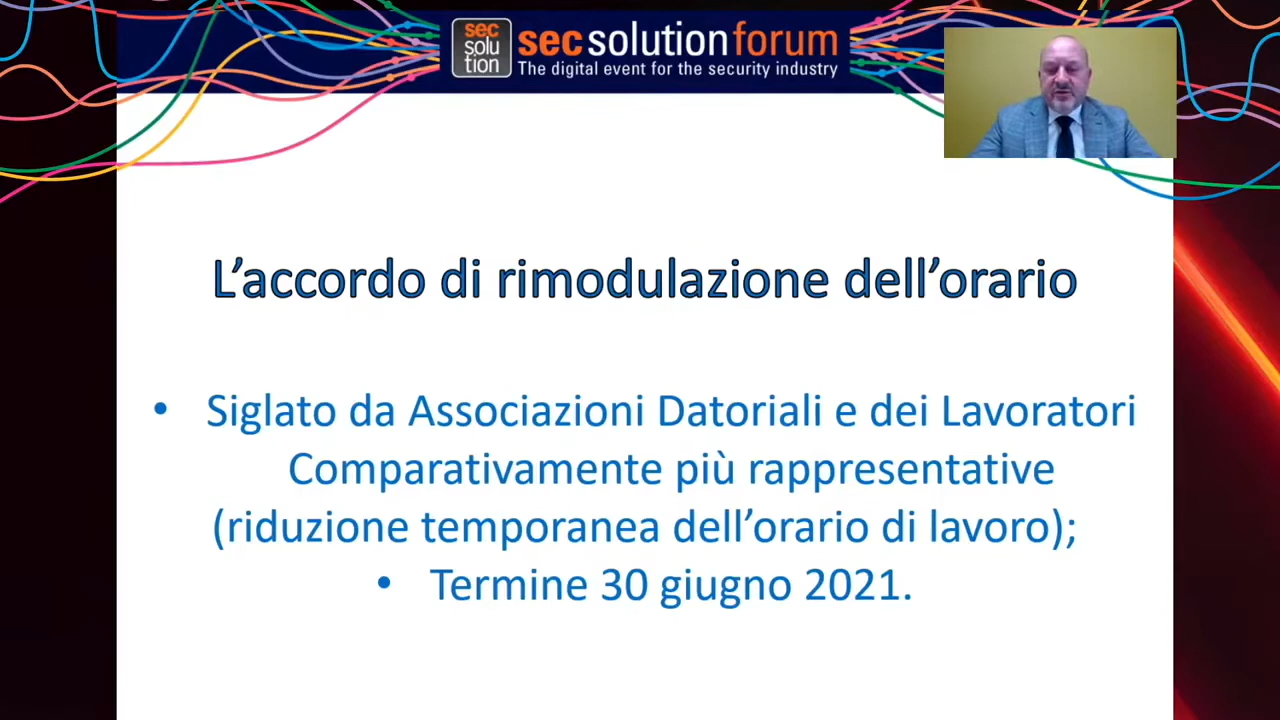 sec
solu
tion
secsolutionforum
The digital event for the security industry
L’accordo di rimodulazione dell’orario
• Siglato da Associazioni Datoriali e dei Lavoratori
Comparativamente più rappresentative
(riduzione temporanea dell’orario di lavoro);
• Termine 30 giugno 2021.